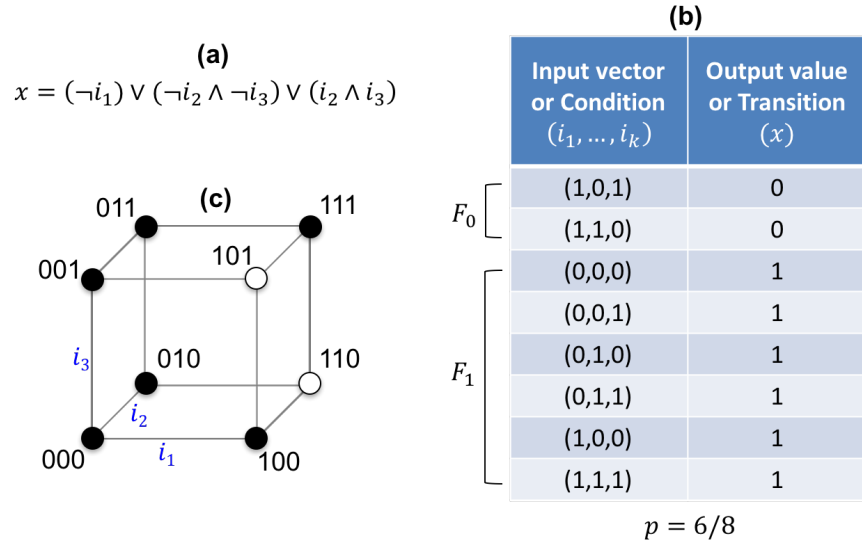 (a)
x = (¬i₁) ∨ (¬i₂ ∧ ¬i₃) ∨ (i₂ ∧ i₃)
(c)
011
111
001
101
i₃
010
110
i₂
000
i₁
100
(b)
Input vector Output value
or Condition or Transition
(i₁, …, iₖ) (x)
F₀
(1,0,1) 0
(1,1,0) 0
F₁
(0,0,0) 1
(0,0,1) 1
(0,1,0) 1
(0,1,1) 1
(1,0,0) 1
(1,1,1) 1
p = 6/8